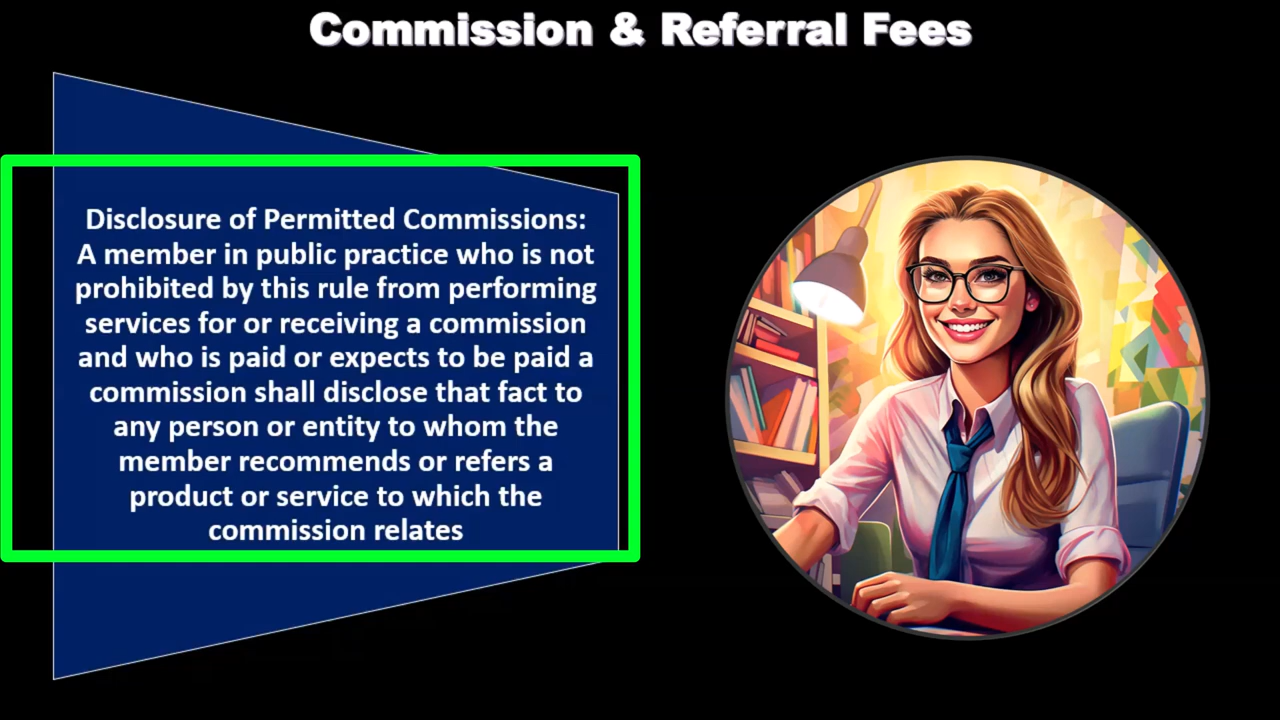 Commission & Referral Fees
Disclosure of Permitted Commissions:
A member in public practice who is not
prohibited by this rule from performing
services for or receiving a commission
and who is paid or expects to be paid a
commission shall disclose that fact to
any person or entity to whom the
member recommends or refers a
product or service to which the
commission relates